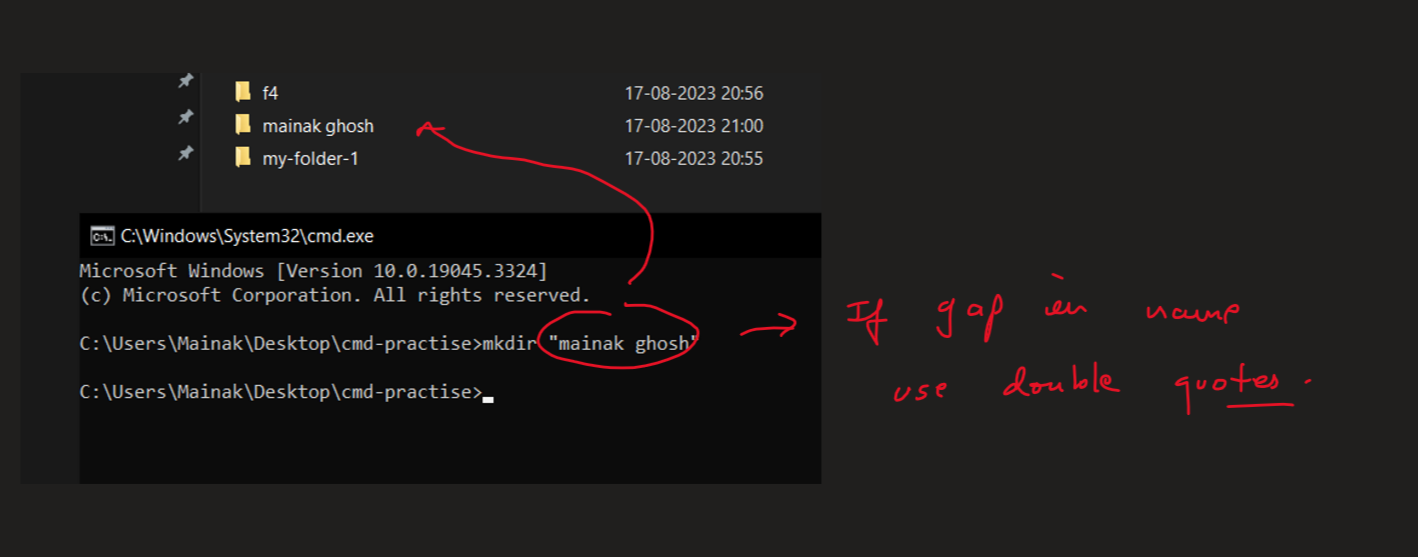 f4 17-08-2023 20:56
mainak ghosh 17-08-2023 21:00
my-folder-1 17-08-2023 20:55
C:\Windows\System32\cmd.exe
Microsoft Windows [Version 10.0.19045.3324]
(c) Microsoft Corporation. All rights reserved.
C:\Users\Mainak\Desktop\cmd-practise>mkdir "mainak ghosh"
C:\Users\Mainak\Desktop\cmd-practise>
If gap in name
use double quotes.